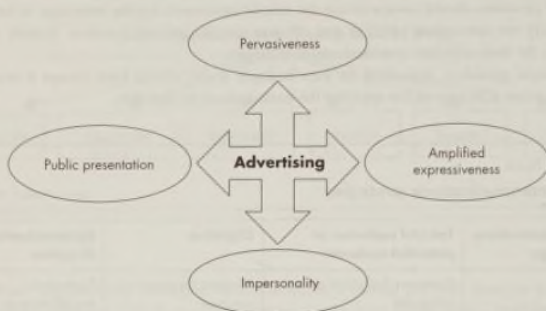 Pervasiveness
Public presentation
Advertising
Amplified
expressiveness
Impersonality